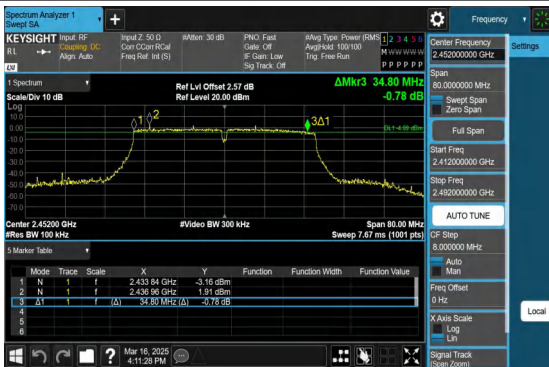 Spectrum Analyzer 1
Swept SA
Frequency
KEYSIGHT
RL
Coupling: DC
Align: Auto
Input: RF
Input Z: 50 Ω
Corr CCorr RCal
Freq Ref: Int (S)
#Atten: 30 dB
PNO: Fast
Gate: Off
IF Gain: Low
Sig Track: Off
#Avg Type: Power (RMS
Avg|Hold: 100/100
Trig: Free Run
1 2 3 4 5 6
M W W W W W
P P P P P P
LXI
1 Spectrum
Scale/Div 10 dB
Ref Lvl Offset 2.57 dB
Ref Level 20.00 dBm
ΔMkr3 34.80 MHz
-0.78 dB
Log
10.0
0.00
-10.0
-20.0
-30.0
-40.0
-50.0
-60.0
-70.0
1
2
3Δ1
DL1 -4.09 dBm
Center 2.45200 GHz
#Res BW 100 kHz
#Video BW 300 kHz
Span 80.00 MHz
Sweep 7.67 ms (1001 pts)
5 Marker Table
Mode Trace Scale X Y Function Function Width Function Value
1 N 1 f 2.433 84 GHz -3.16 dBm
2 N 1 f 2.436 96 GHz 1.91 dBm
3 Δ1 1 f (Δ) 34.80 MHz (Δ) -0.78 dB
4
5
6
Mar 16, 2025
4:11:28 PM
Center Frequency
2.452000000 GHz
Settings
Span
80.0000000 MHz
Swept Span
Zero Span
Full Span
Start Freq
2.412000000 GHz
Stop Freq
2.492000000 GHz
AUTO TUNE
CF Step
8.000000 MHz
Auto
Man
Freq Offset
0 Hz
X Axis Scale
Log
Lin
Signal Track
(Span Zoom)
Local